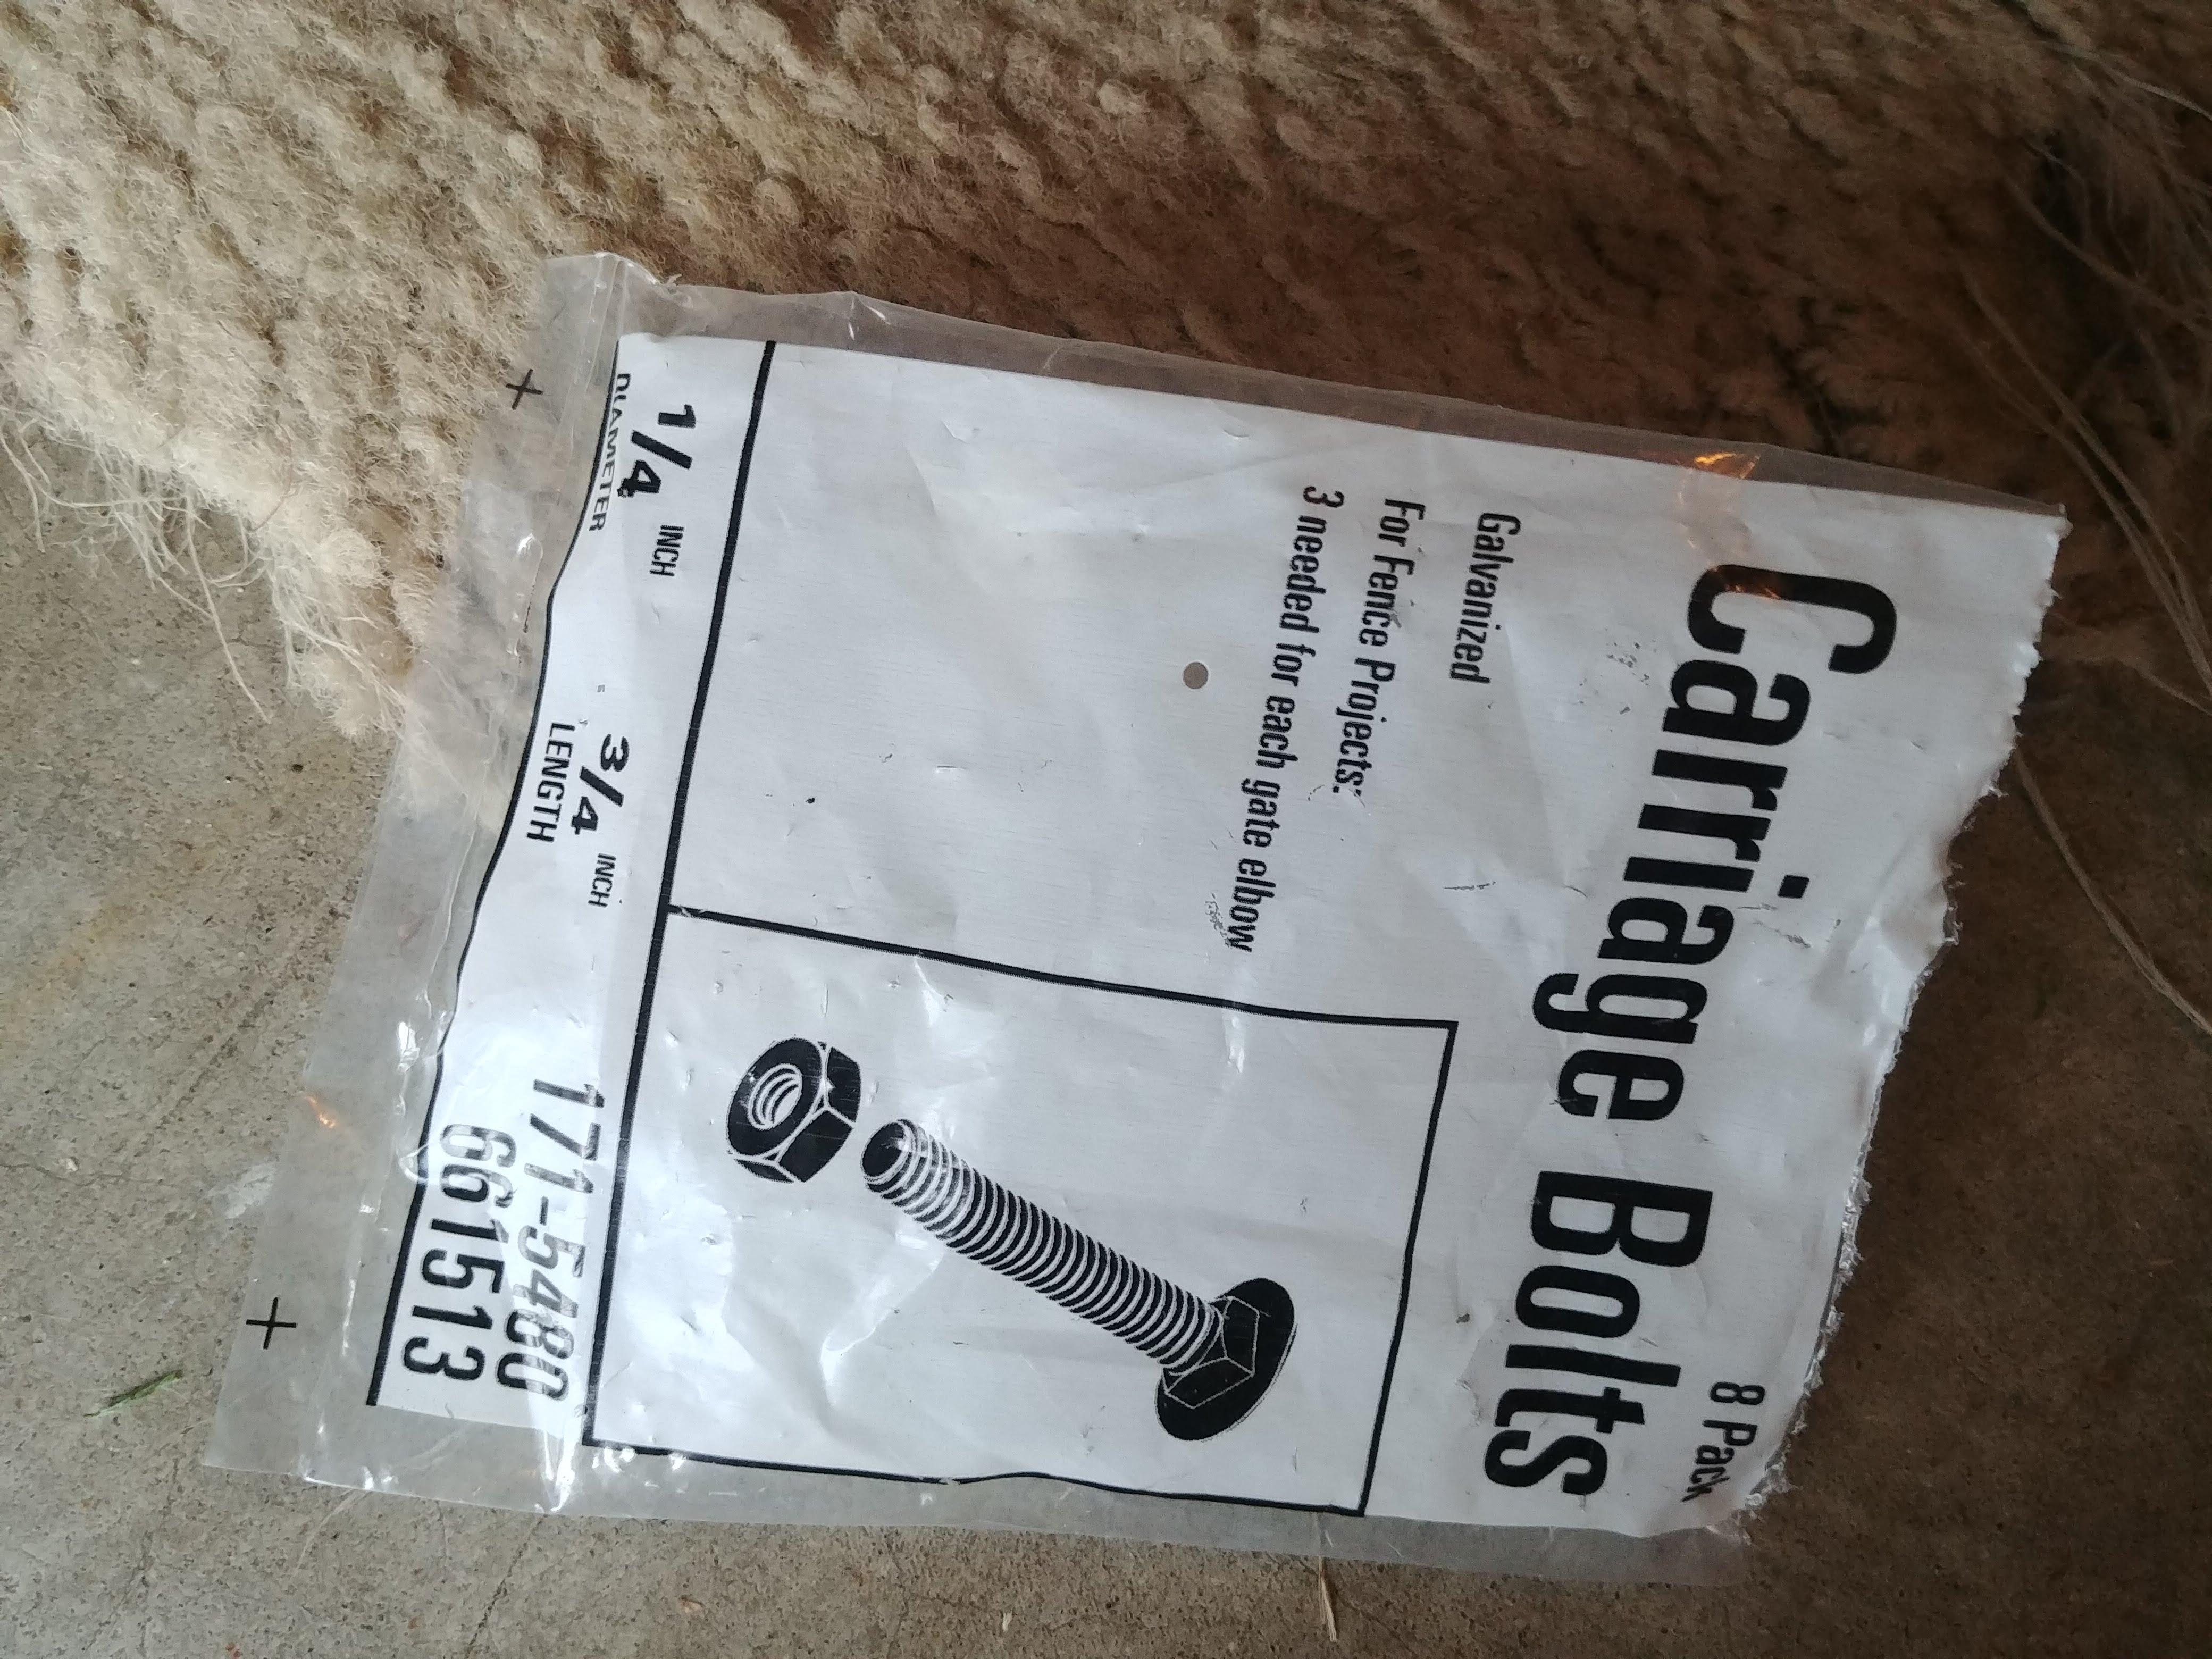 8 Pack
Carriage Bolts
Galvanized
For Fence Projects:
3 needed for each gate elbow
1/4 INCH
DIAMETER
3/4 INCH
LENGTH
171-5480
661513